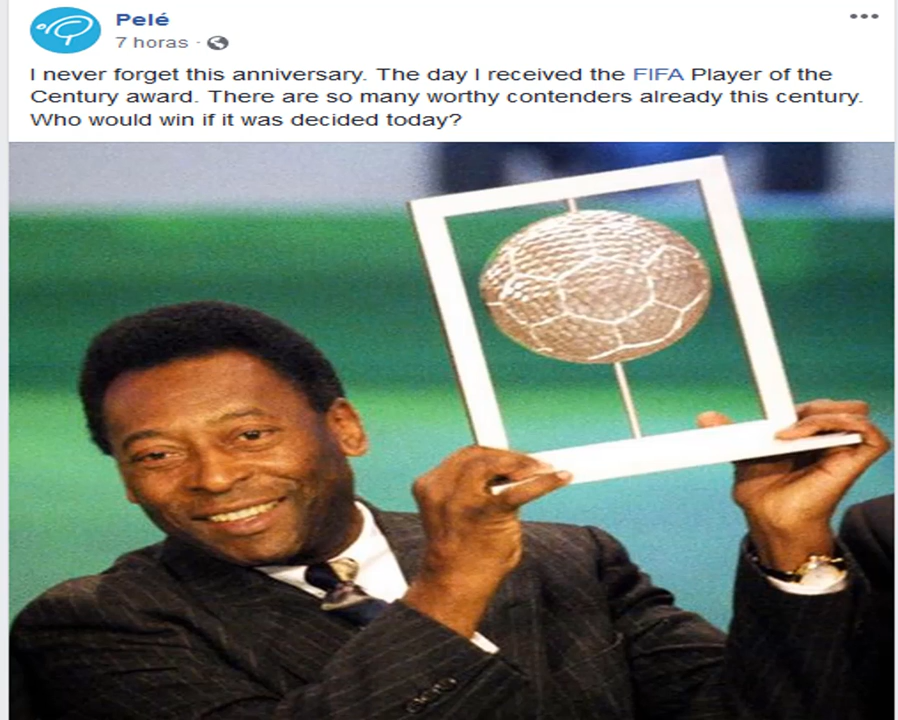 Pelé
7 horas ·
I never forget this anniversary. The day I received the FIFA Player of the
Century award. There are so many worthy contenders already this century.
Who would win if it was decided today?